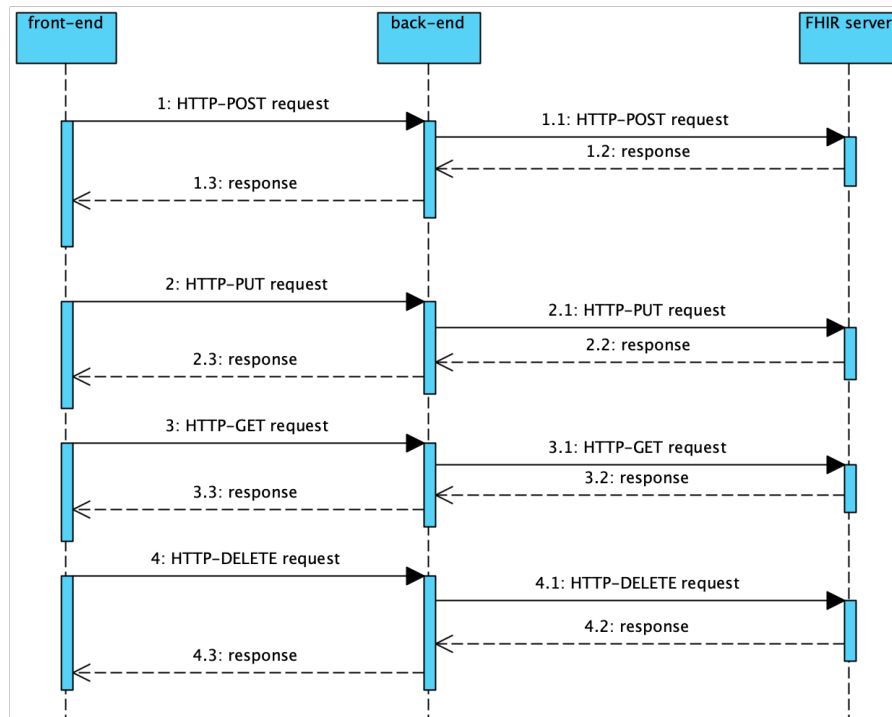 front-end
back-end
FHIR server
1: HTTP-POST request
1.1: HTTP-POST request
1.2: response
1.3: response
2: HTTP-PUT request
2.1: HTTP-PUT request
2.2: response
2.3: response
3: HTTP-GET request
3.1: HTTP-GET request
3.2: response
3.3: response
4: HTTP-DELETE request
4.1: HTTP-DELETE request
4.2: response
4.3: response